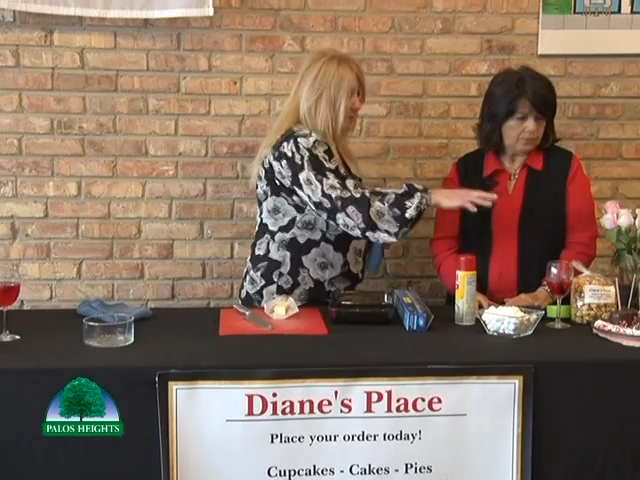 Diane's Place
Place your order today!
Cupcakes - Cakes - Pies
PALOS HEIGHTS